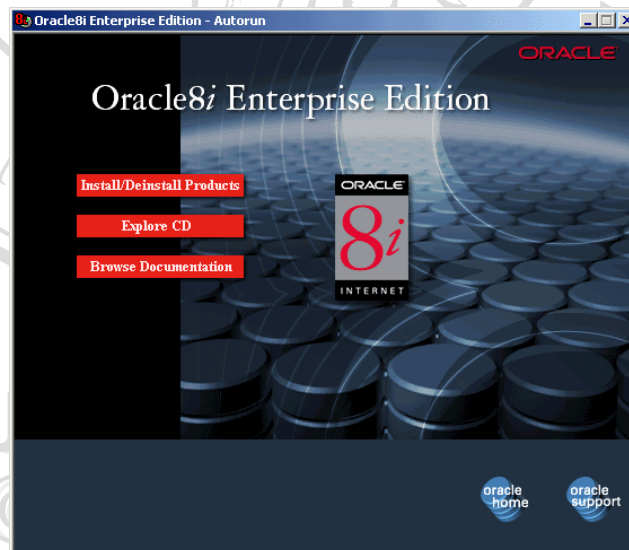 Oracle8i Enterprise Edition - Autorun
ORACLE
Oracle8i Enterprise Edition
Install/Deinstall Products
Explore CD
Browse Documentation
ORACLE
8i
INTERNET
oracle
home
oracle
support